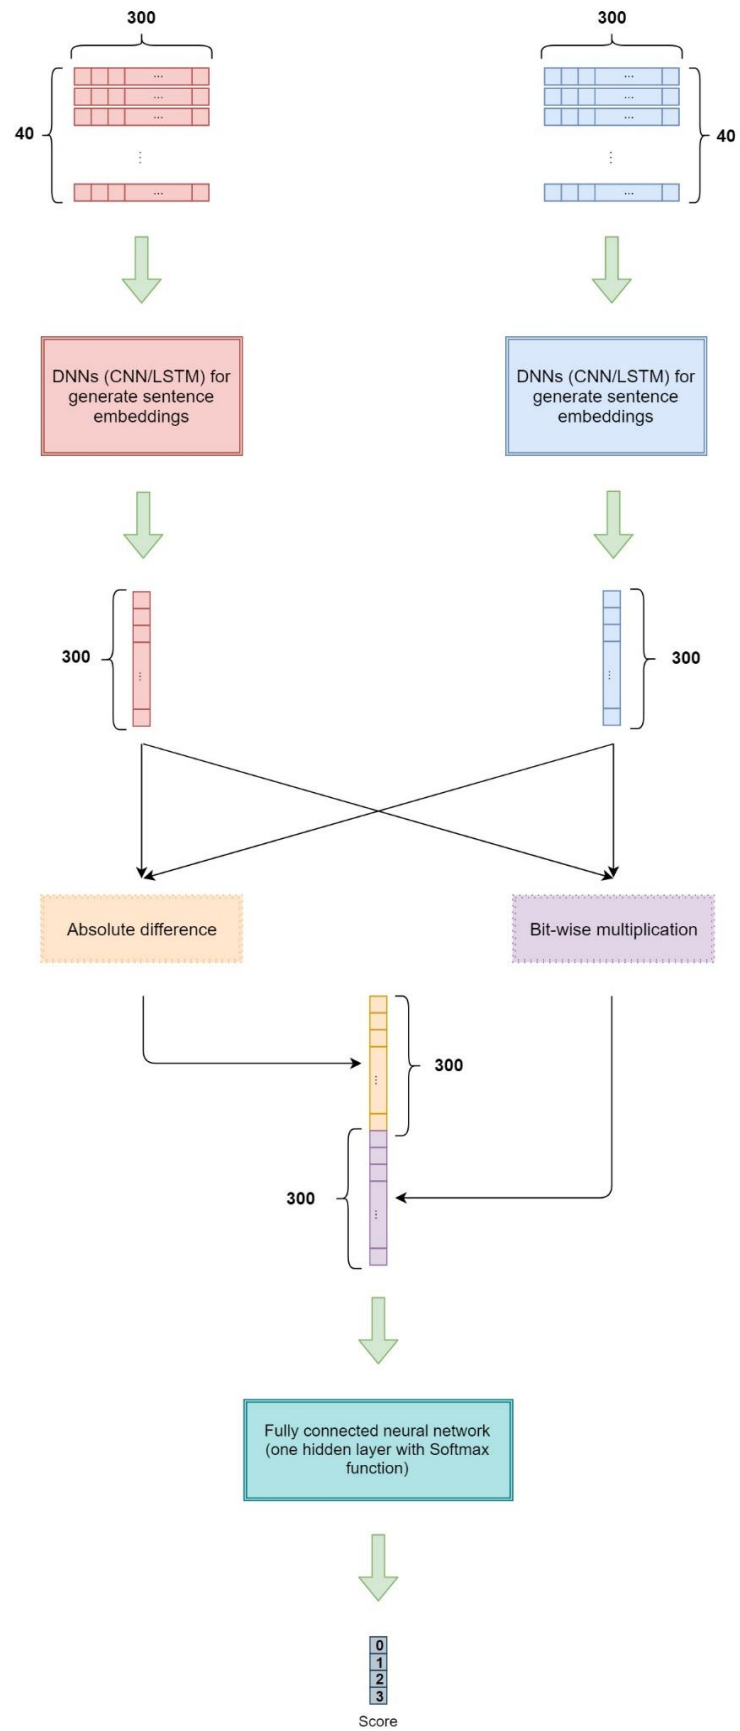 300
300
...
...
...
...
...
...
40
40
...
...
...
...
DNNs (CNN/LSTM) for
generate sentence
embeddings
DNNs (CNN/LSTM) for
generate sentence
embeddings
300
300
...
...
Absolute difference
Bit-wise multiplication
300
...
300
...
Fully connected neural network
(one hidden layer with Softmax
function)
0
1
2
3
Score